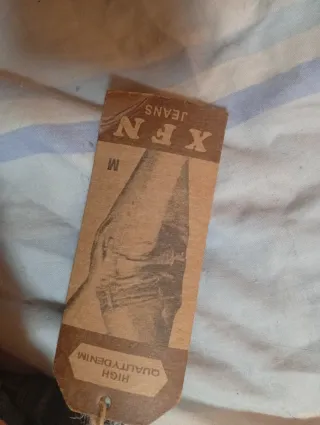 HIGH
QUALITYDENIM
M
XFN
JEANS